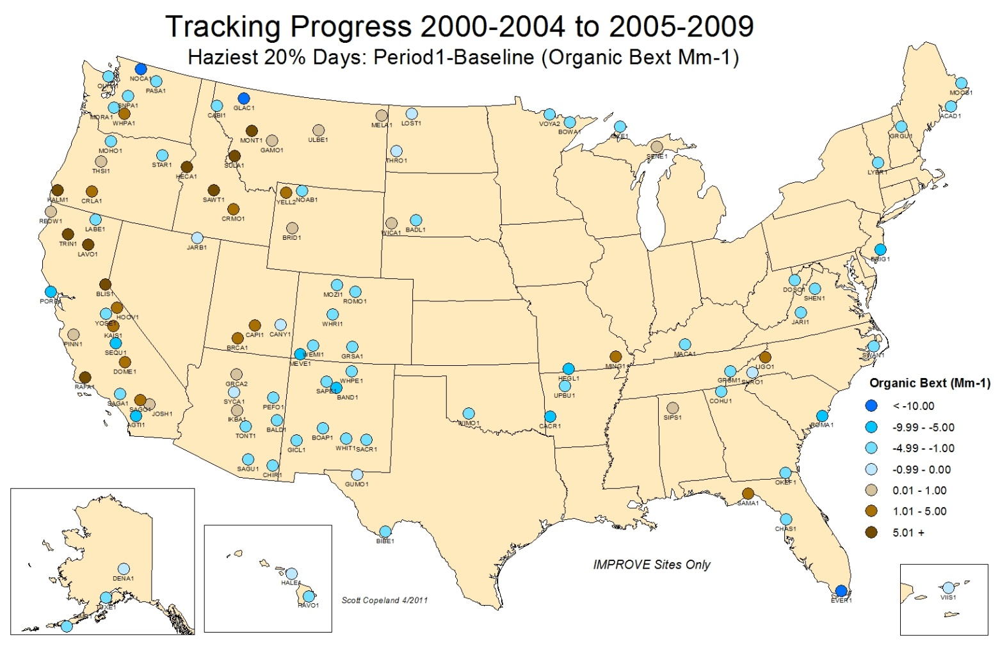 Tracking Progress 2000-2004 to 2005-2009
Haziest 20% Days: Period1-Baseline (Organic Bext Mm-1)
NOCA1
OLYM1
PASA1
SNPA1
MORA1
WHPA1
CABI1
GLAC1
MELA1
LOST1
VOYA2
BOWA1
ISLE1
MOOS1
ACAD1
GRGU1
MOHO1
MONT1
GAMO1
ULBE1
THRO1
SENE1
THSI1
STAR1
SULA1
HECA1
LYBR1
KALM1
CRLA1
SAWT1
YELL2
NOAB1
CRMO1
REDW1
LABE1
BRID1
WICA1
BADL1
TRIN1
JARB1
LAVO1
BRIG1
BLIS1
MOZI1
ROMO1
DOSO1
SHEN1
PORE1
HOOV1
YOSE1
WHRI1
JARI1
KAIS1
CAPI1
CANY1
PINN1
BRCA1
SEQU1
WEMI1
GRSA1
MACA1
SWAN1
MEVE1
MING1
LIGO1
DOME1
HEGL1
RAFA1
GRCA2
WHPE1
GRSM1
SHRO1
SAPE1
BAND1
UPBU1
COHU1
SYCA1
SAGA1
PEFO1
SAGO1
JOSH1
IKBA1
WIMO1
SIPS1
AGTI1
TONT1
BALD1
CACR1
ROMA1
BOAP1
GICL1
WHIT1
SACR1
SAGU1
CHIR1
GUMO1
OKEF1
SAMA1
CHAS1
BIBE1
EVER1
Organic Bext (Mm-1)
< -10.00
-9.99 - -5.00
-4.99 - -1.00
-0.99 - 0.00
0.01 - 1.00
1.01 - 5.00
5.01 +
IMPROVE Sites Only
Scott Copeland 4/2011
DENA1
TUXE1
SIME1
HALE1
HAVO1
VIIS1